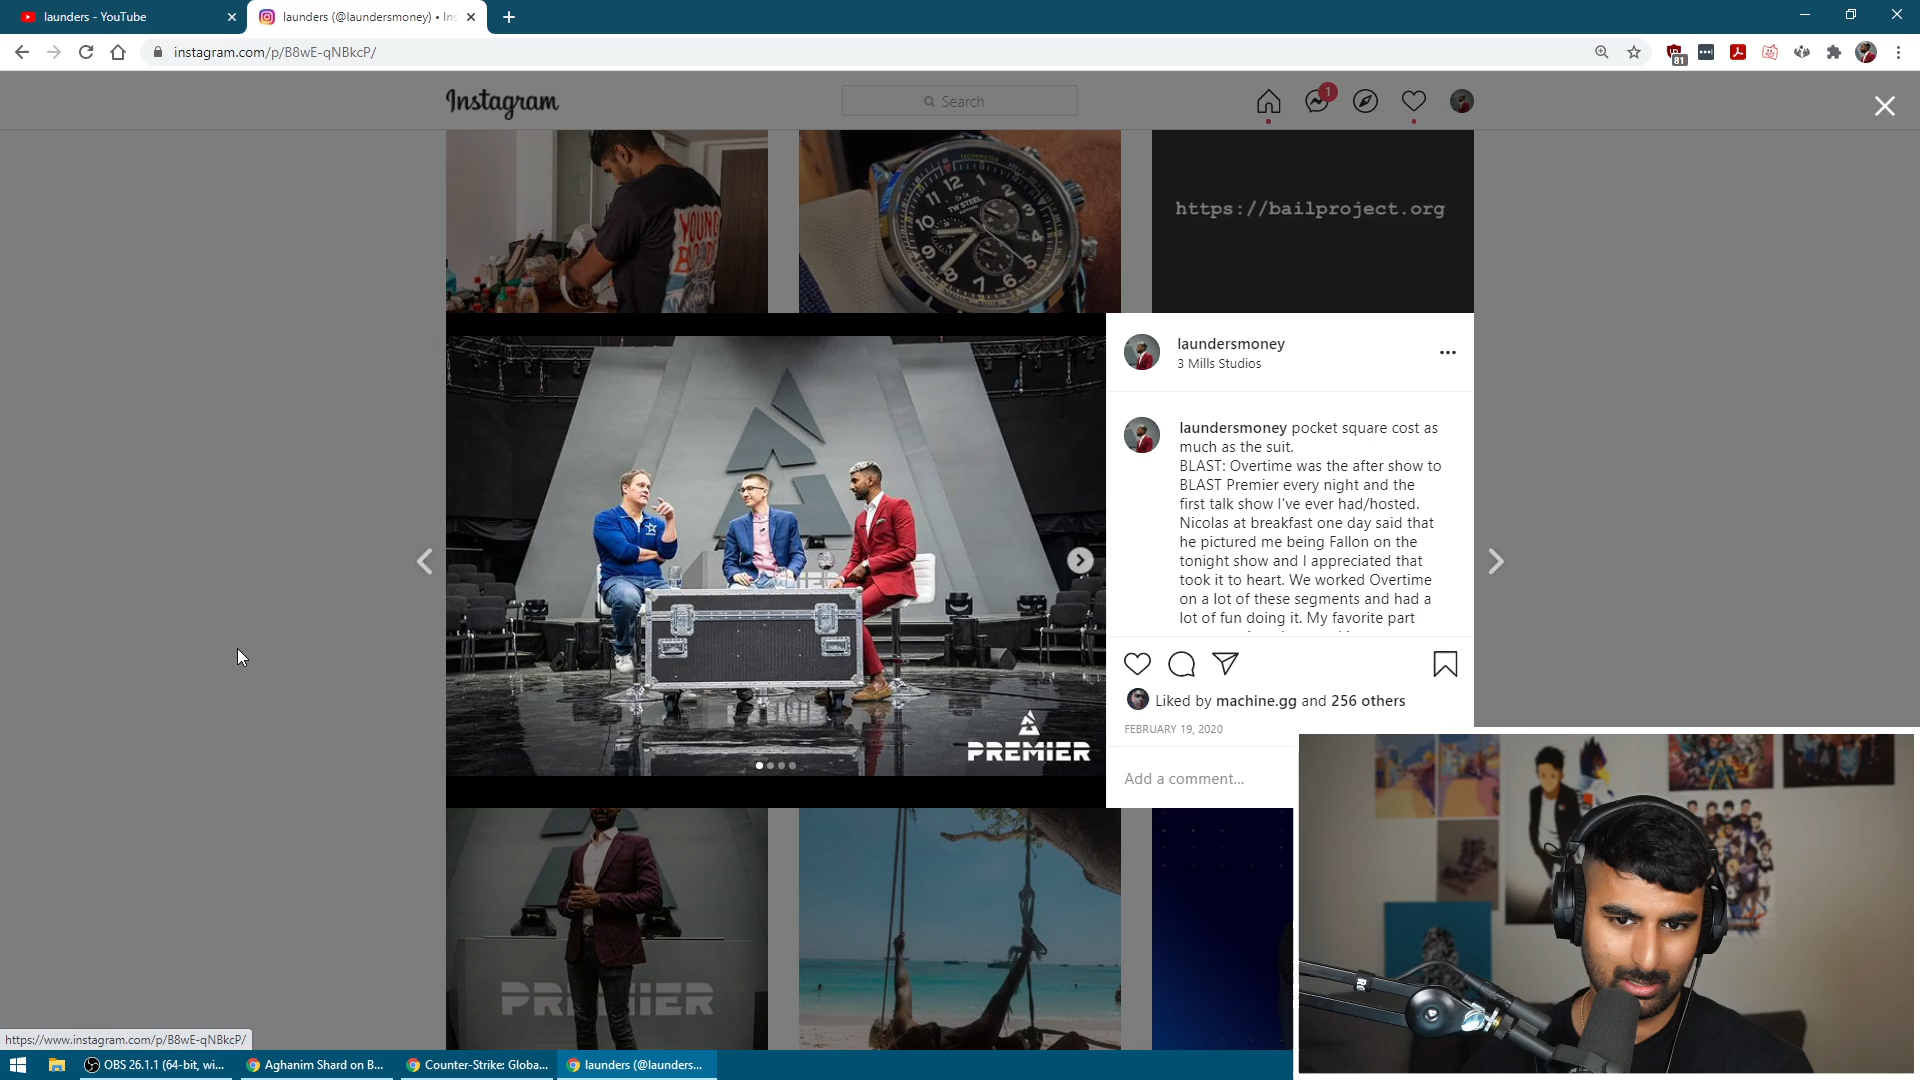 launders - YouTube
launders (@laundersmoney) • Ins
instagram.com/p/B8wE-qNBkcP/
81
Instagram
Search
1
YOUNG
TACHYMETER
TW STEEL
https://bailproject.org
laundersmoney
3 Mills Studios
laundersmoney pocket square cost as
much as the suit.
BLAST: Overtime was the after show to
BLAST Premier every night and the
first talk show I've ever had/hosted.
Nicolas at breakfast one day said that
he pictured me being Fallon on the
tonight show and I appreciated that
took it to heart. We worked Overtime
on a lot of these segments and had a
lot of fun doing it. My favorite part
PREMIER
Liked by machine.gg and 256 others
FEBRUARY 19, 2020
Add a comment...
PREMIER
https://www.instagram.com/p/B8wE-qNBkcP/
OBS 26.1.1 (64-bit, wi...
Aghanim Shard on B...
Counter-Strike: Globa...
launders (@launders...